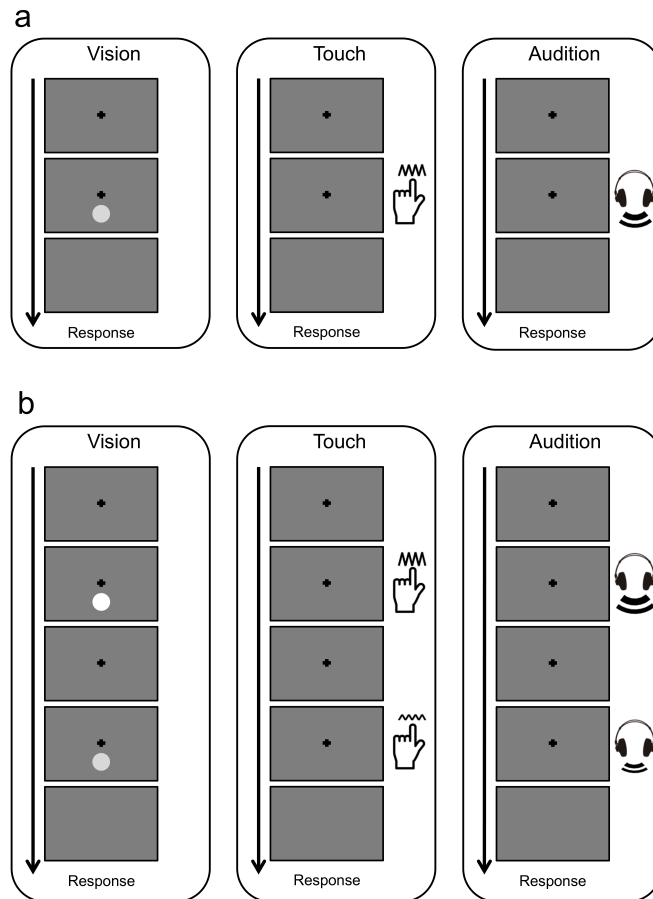 a
Vision
Touch
Audition
Response
Response
Response
b
Vision
Touch
Audition
Response
Response
Response